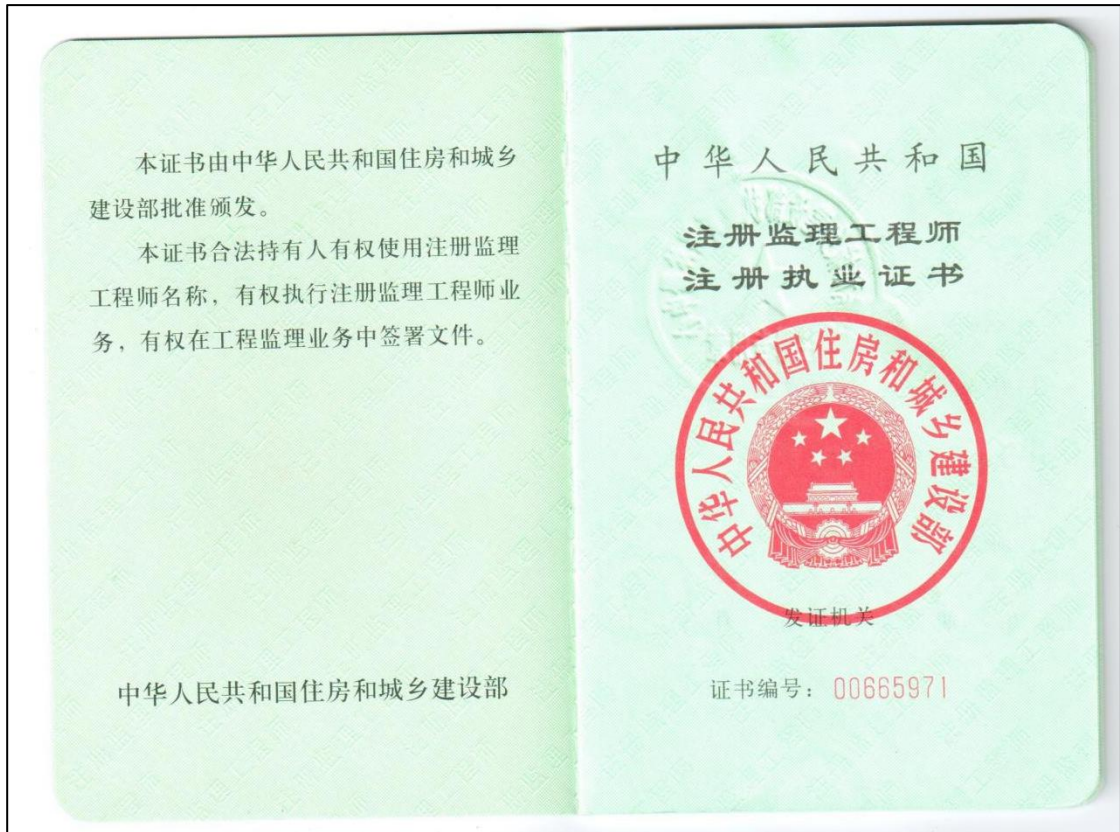 本证书由中华人民共和国住房和城乡
建设部批准颁发。
本证书合法持有人有权使用注册监理
工程师名称，有权执行注册监理工程师业
务，有权在工程监理业务中签署文件。
中华人民共和国住房和城乡建设部
中华人民共和国
注册监理工程师
注册执业证书
中华人民共和国住房和城乡建设部
发证机关
证书编号：00665971